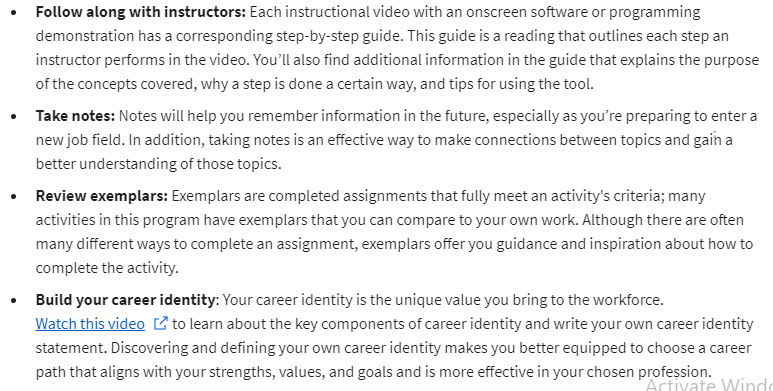 • Follow along with instructors: Each instructional video with an onscreen software or programming
demonstration has a corresponding step-by-step guide. This guide is a reading that outlines each step an
instructor performs in the video. You’ll also find additional information in the guide that explains the purpose
of the concepts covered, why a step is done a certain way, and tips for using the tool.
• Take notes: Notes will help you remember information in the future, especially as you’re preparing to enter a
new job field. In addition, taking notes is an effective way to make connections between topics and gain a
better understanding of those topics.
• Review exemplars: Exemplars are completed assignments that fully meet an activity's criteria; many
activities in this program have exemplars that you can compare to your own work. Although there are often
many different ways to complete an assignment, exemplars offer you guidance and inspiration about how to
complete the activity.
• Build your career identity: Your career identity is the unique value you bring to the workforce.
Watch this video to learn about the key components of career identity and write your own career identity
statement. Discovering and defining your own career identity makes you better equipped to choose a career
path that aligns with your strengths, values, and goals and is more effective in your chosen profession.
Activate